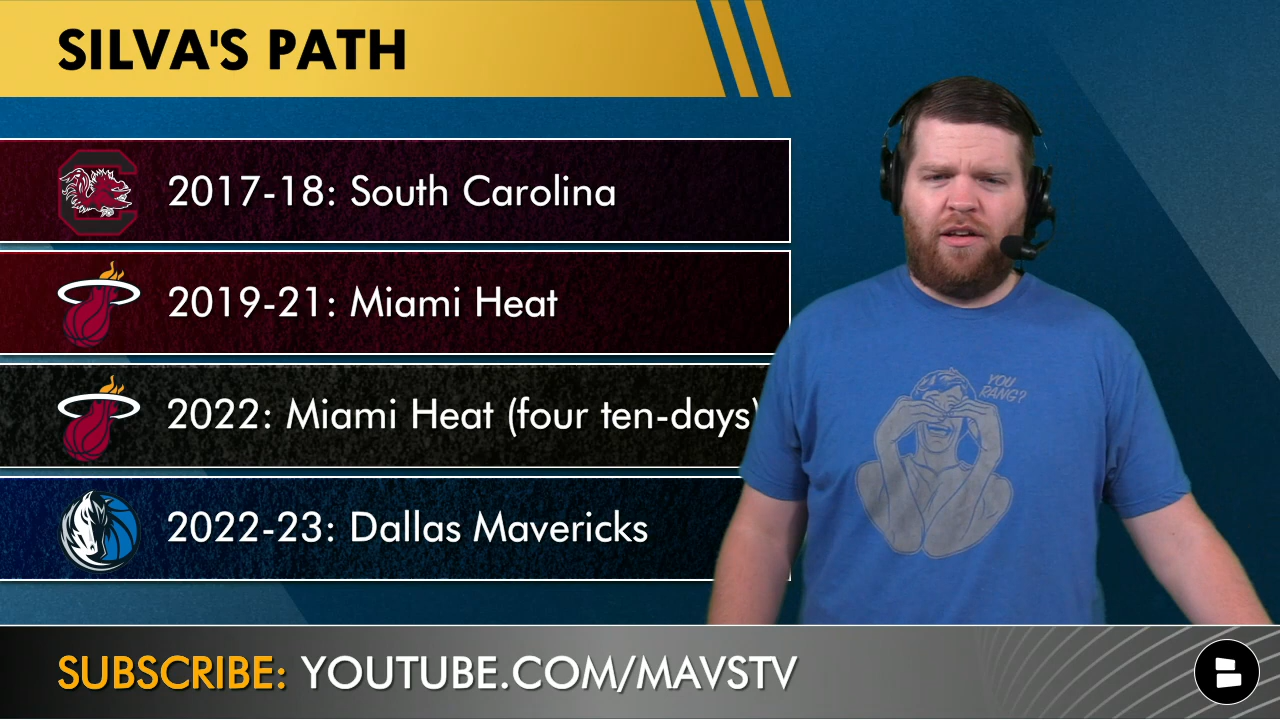 SILVA'S PATH
2017-18: South Carolina
2019-21: Miami Heat
2022: Miami Heat (four ten-days)
2022-23: Dallas Mavericks
YOU
RANG?
SUBSCRIBE: YOUTUBE.COM/MAVSTV